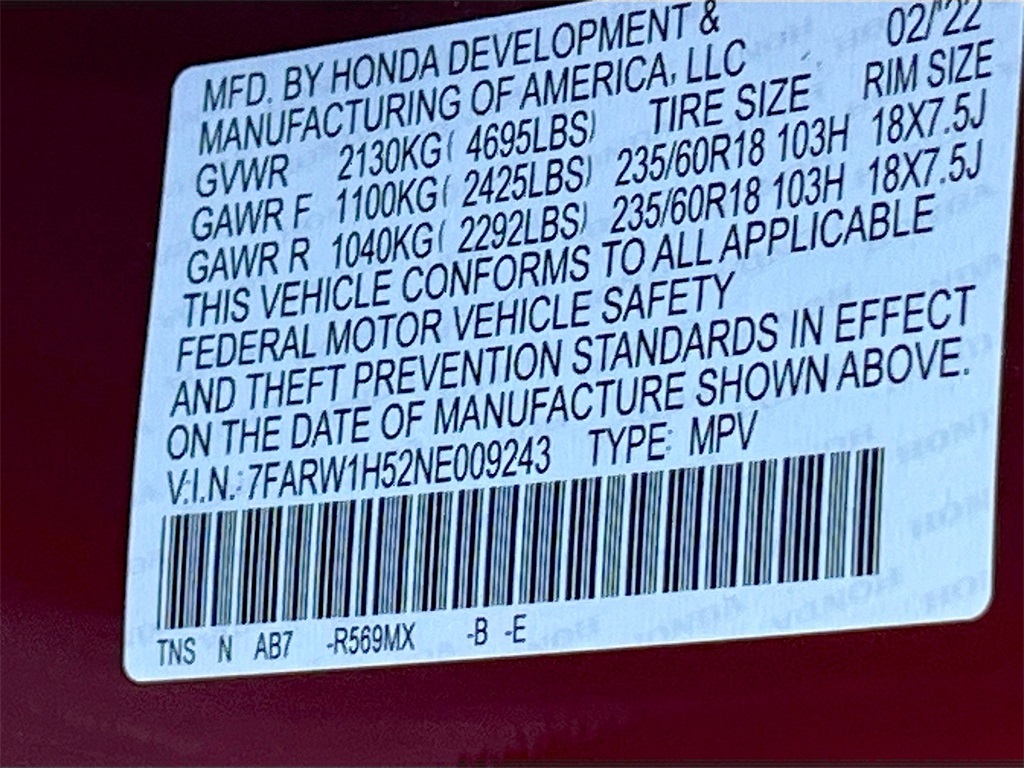 MFD. BY HONDA DEVELOPMENT & 02/'22
MANUFACTURING OF AMERICA, LLC
TIRE SIZE RIM SIZE
GVWR 2130KG( 4695LBS)
GAWR F 1100KG( 2425LBS) 235/60R18 103H 18X7.5J
GAWR R 1040KG( 2292LBS) 235/60R18 103H 18X7.5J
THIS VEHICLE CONFORMS TO ALL APPLICABLE
FEDERAL MOTOR VEHICLE SAFETY
AND THEFT PREVENTION STANDARDS IN EFFECT
ON THE DATE OF MANUFACTURE SHOWN ABOVE.
V.I.N.:7FARW1H52NE009243 TYPE: MPV
TNS N AB7 -R569MX -B -E